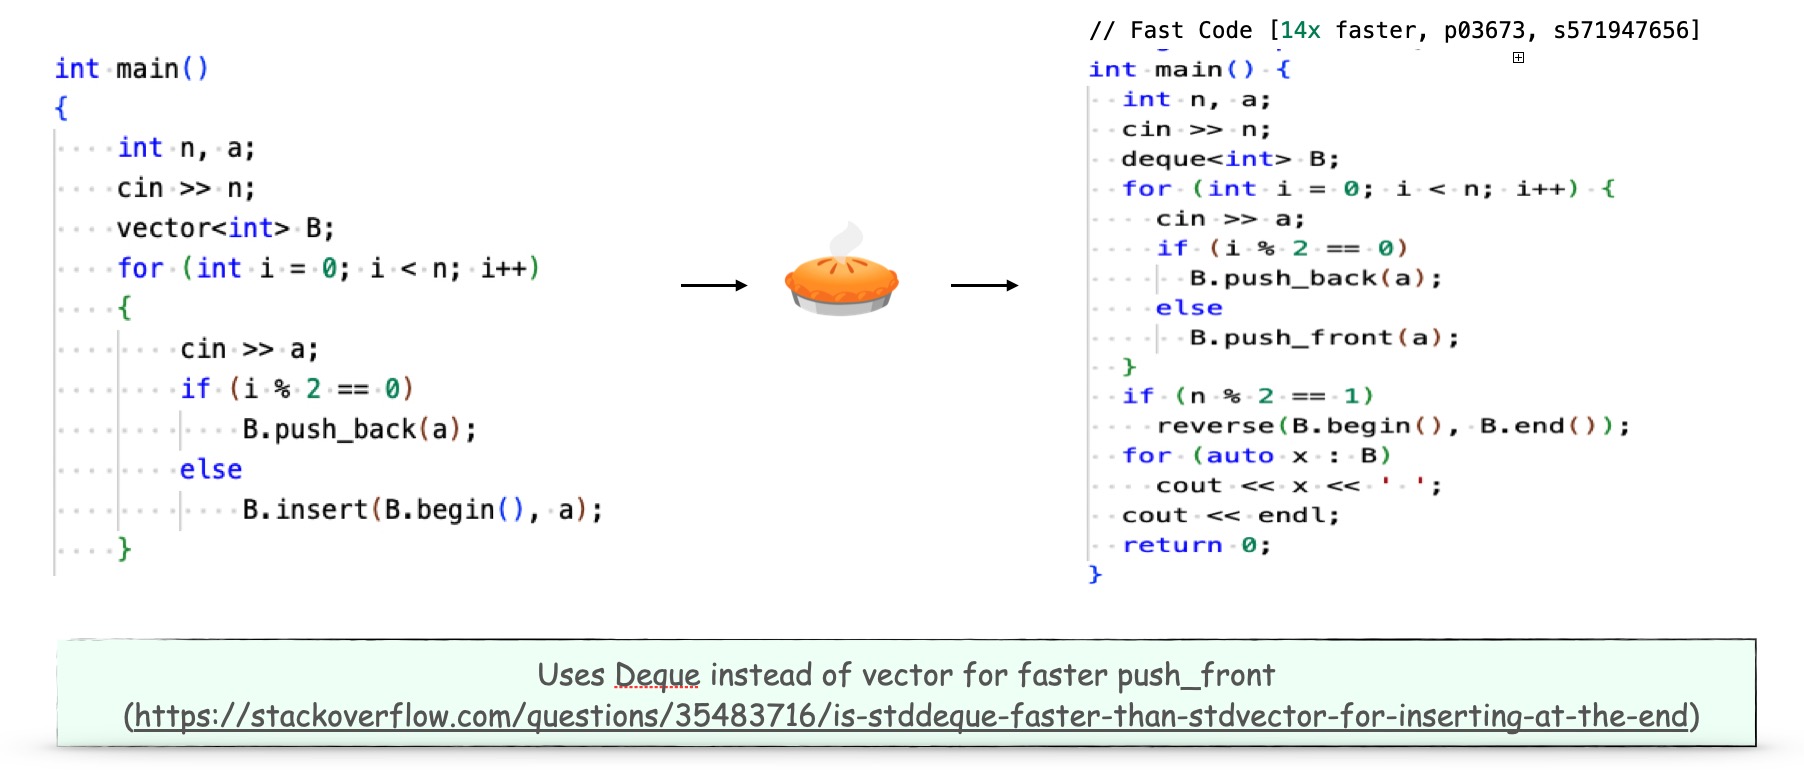 int main()
{
int n, a;
cin >> n;
vector<int> B;
for (int i = 0; i < n; i++)
{
cin >> a;
if (i % 2 == 0)
B.push_back(a);
else
B.insert(B.begin(), a);
}
// Fast Code [14x faster, p03673, s571947656]
int main() {
int n, a;
cin >> n;
deque<int> B;
for (int i = 0; i < n; i++) {
cin >> a;
if (i % 2 == 0)
B.push_back(a);
else
B.push_front(a);
}
if (n % 2 == 1)
reverse(B.begin(), B.end());
for (auto x : B)
cout << x << ' ';
cout << endl;
return 0;
}
Uses Deque instead of vector for faster push_front
(https://stackoverflow.com/questions/35483716/is-stddeque-faster-than-stdvector-for-inserting-at-the-end)